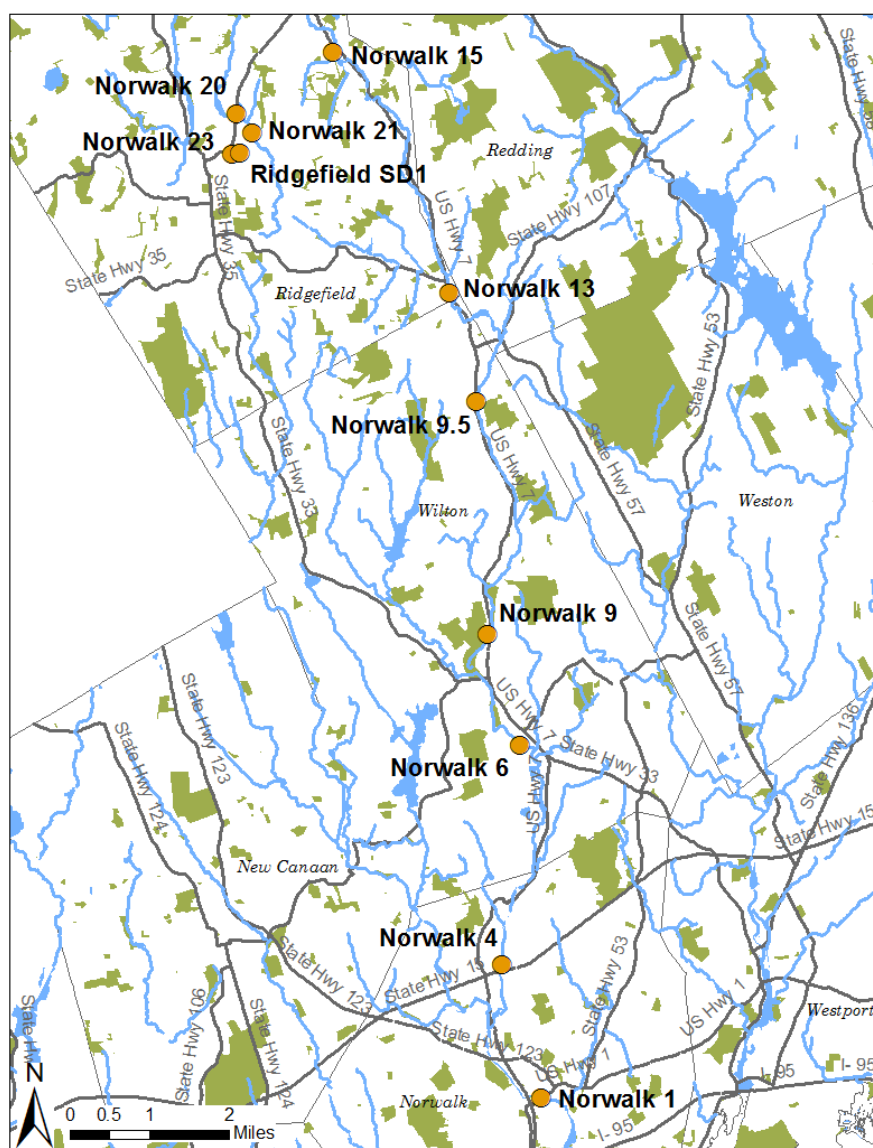 Norwalk 15
State Hwy 58
Norwalk 20
Norwalk 21
Norwalk 23
Redding
Ridgefield SD1
State Hwy 35
US Hwy 7
State Hwy 107
State Hwy 35
Ridgefield
Norwalk 13
State Hwy 53
Norwalk 9.5
US Hwy 7
State Hwy 57
State Hwy 33
Wilton
Weston
Norwalk 9
State Hwy 57
US Hwy 7
State Hwy 123
State Hwy 136
Norwalk 6
State Hwy 33
US Hwy 7
State Hwy 124
State Hwy 15
New Canaan
Norwalk 4
State Hwy 15
State Hwy 53
State Hwy 123
US Hwy 1
Westport
State Hwy 106
State Hwy 123
US Hwy 1
State Hwy 124
I- 95
I- 95
Norwalk
Norwalk 1
I- 95
N
0 0.5 1 2
Miles